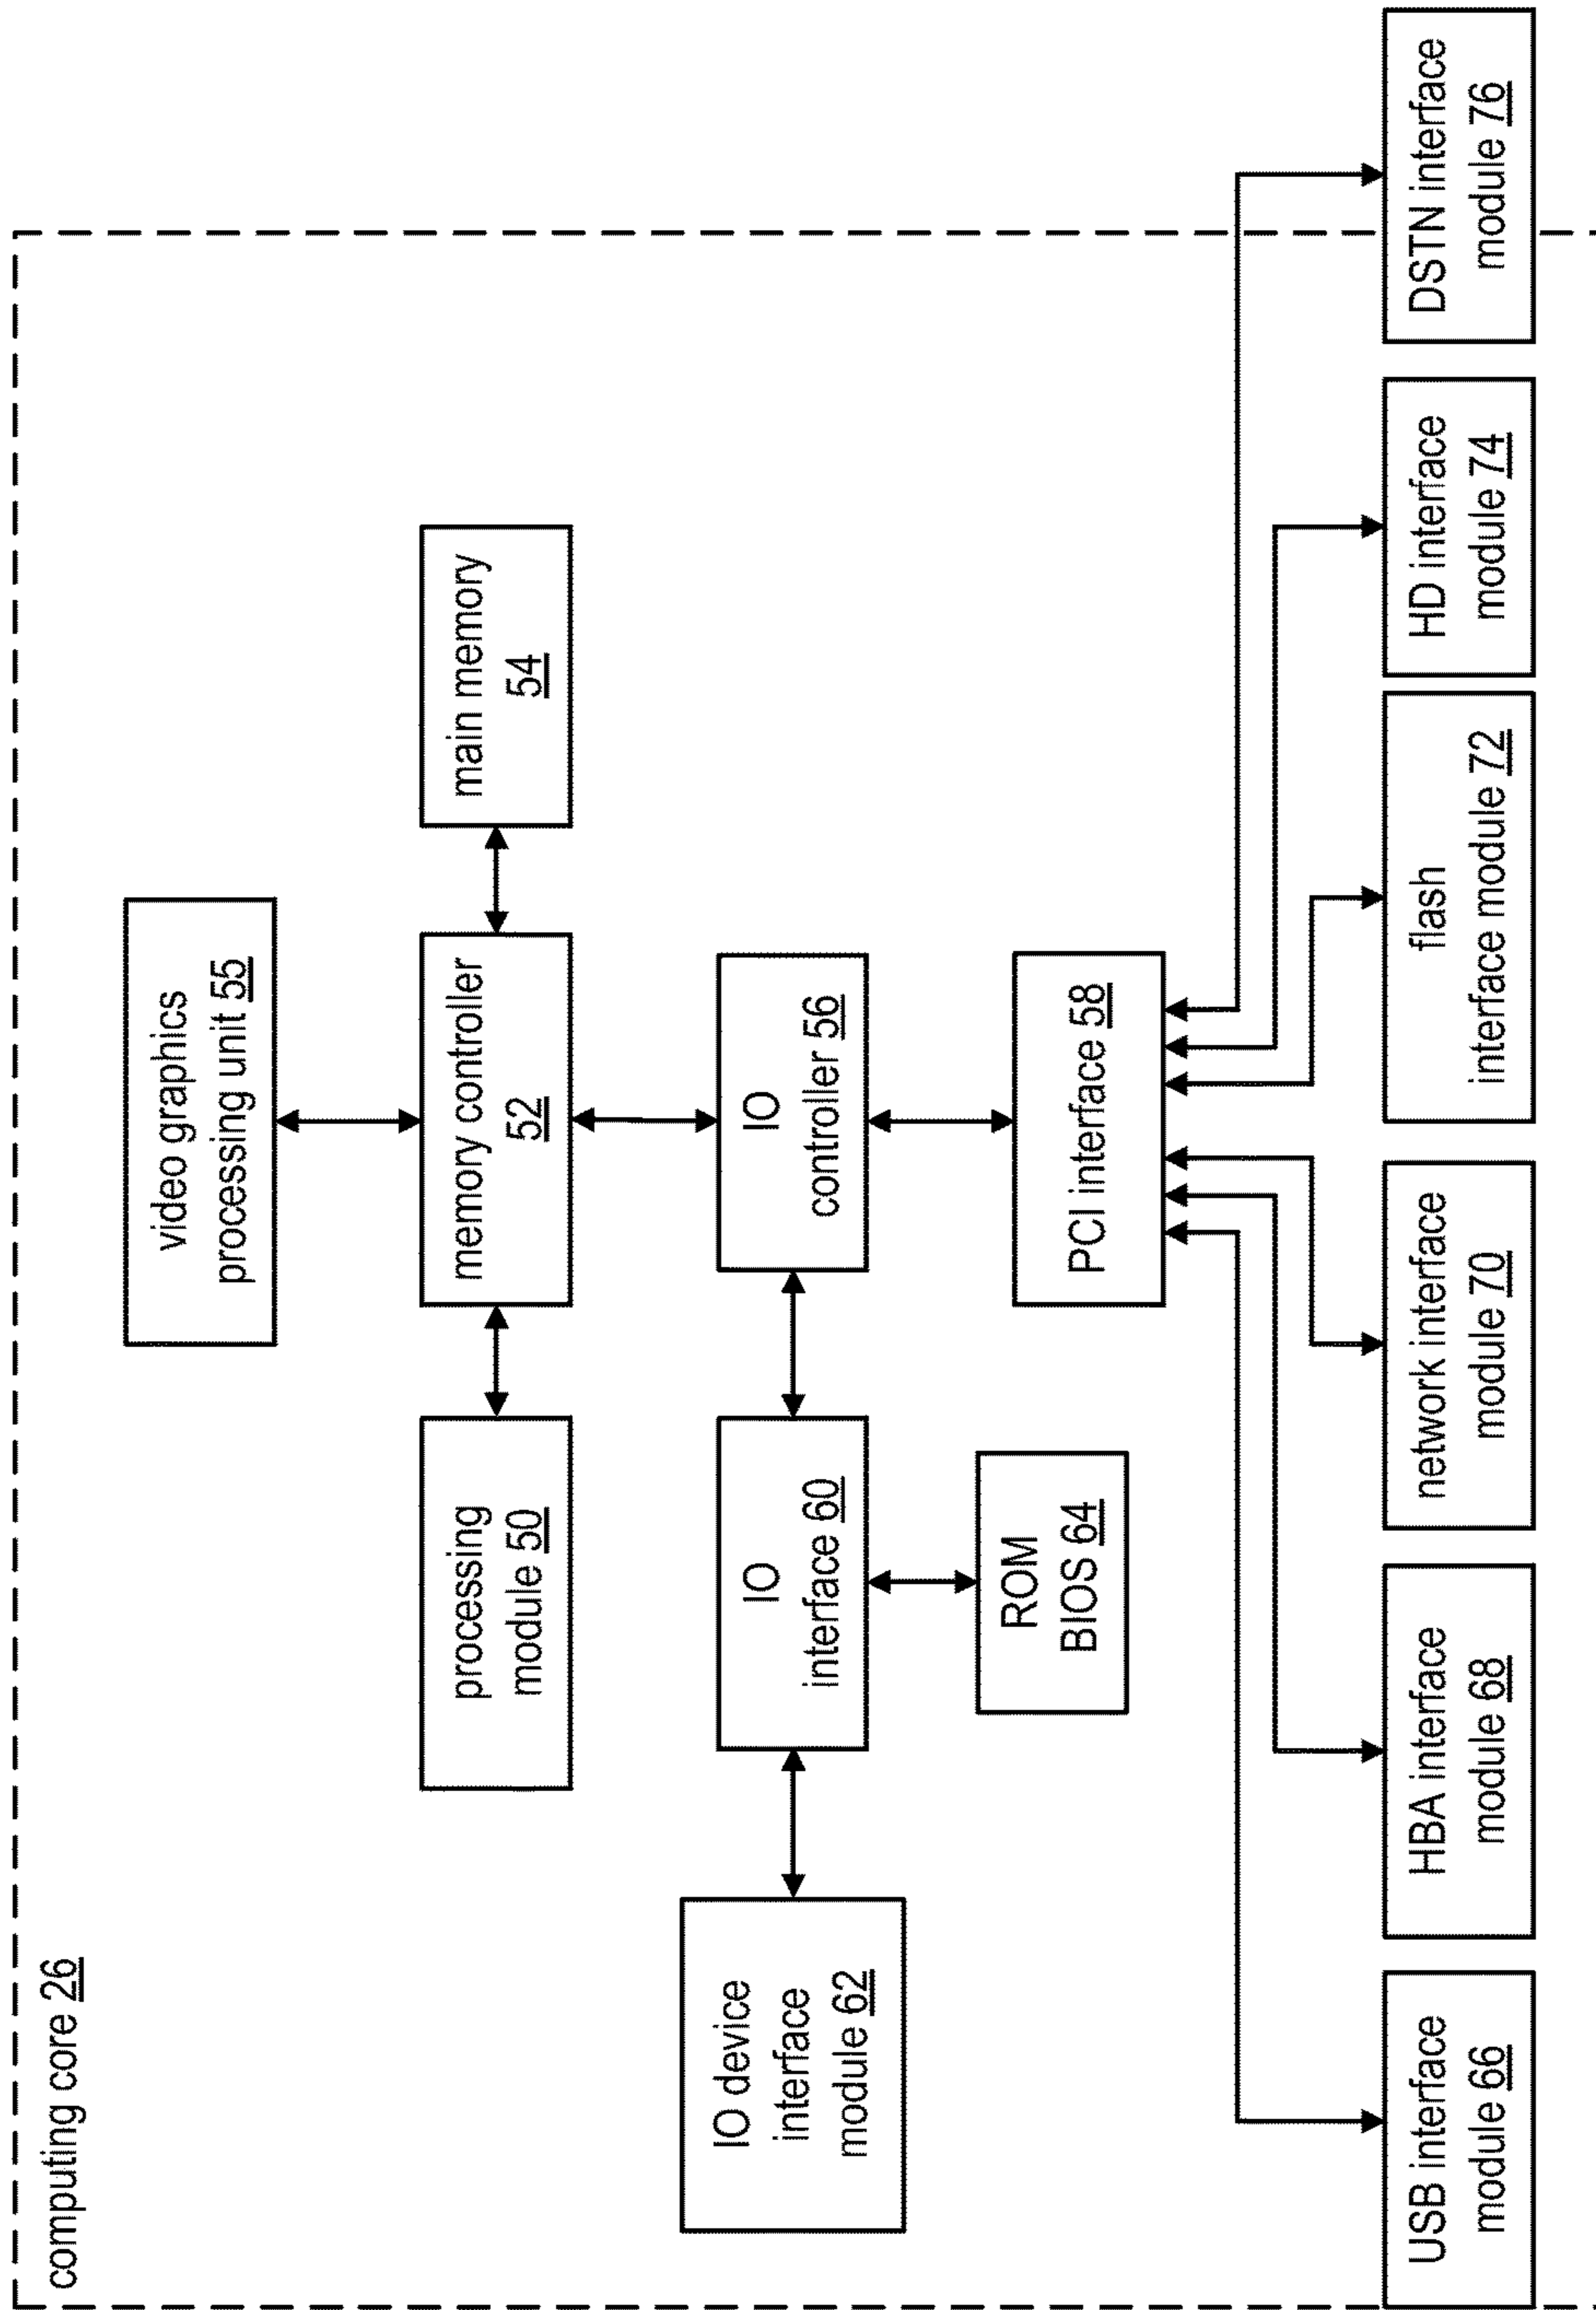 computing core 26
video graphics
processing unit 55
processing
module 50
memory controller
52
main memory
54
IO device
interface
module 62
IO
interface 60
IO
controller 56
ROM
BIOS 64
PCI interface 58
USB interface
module 66
HBA interface
module 68
network interface
module 70
flash
interface module 72
HD interface
module 74
DSTN interface
module 76